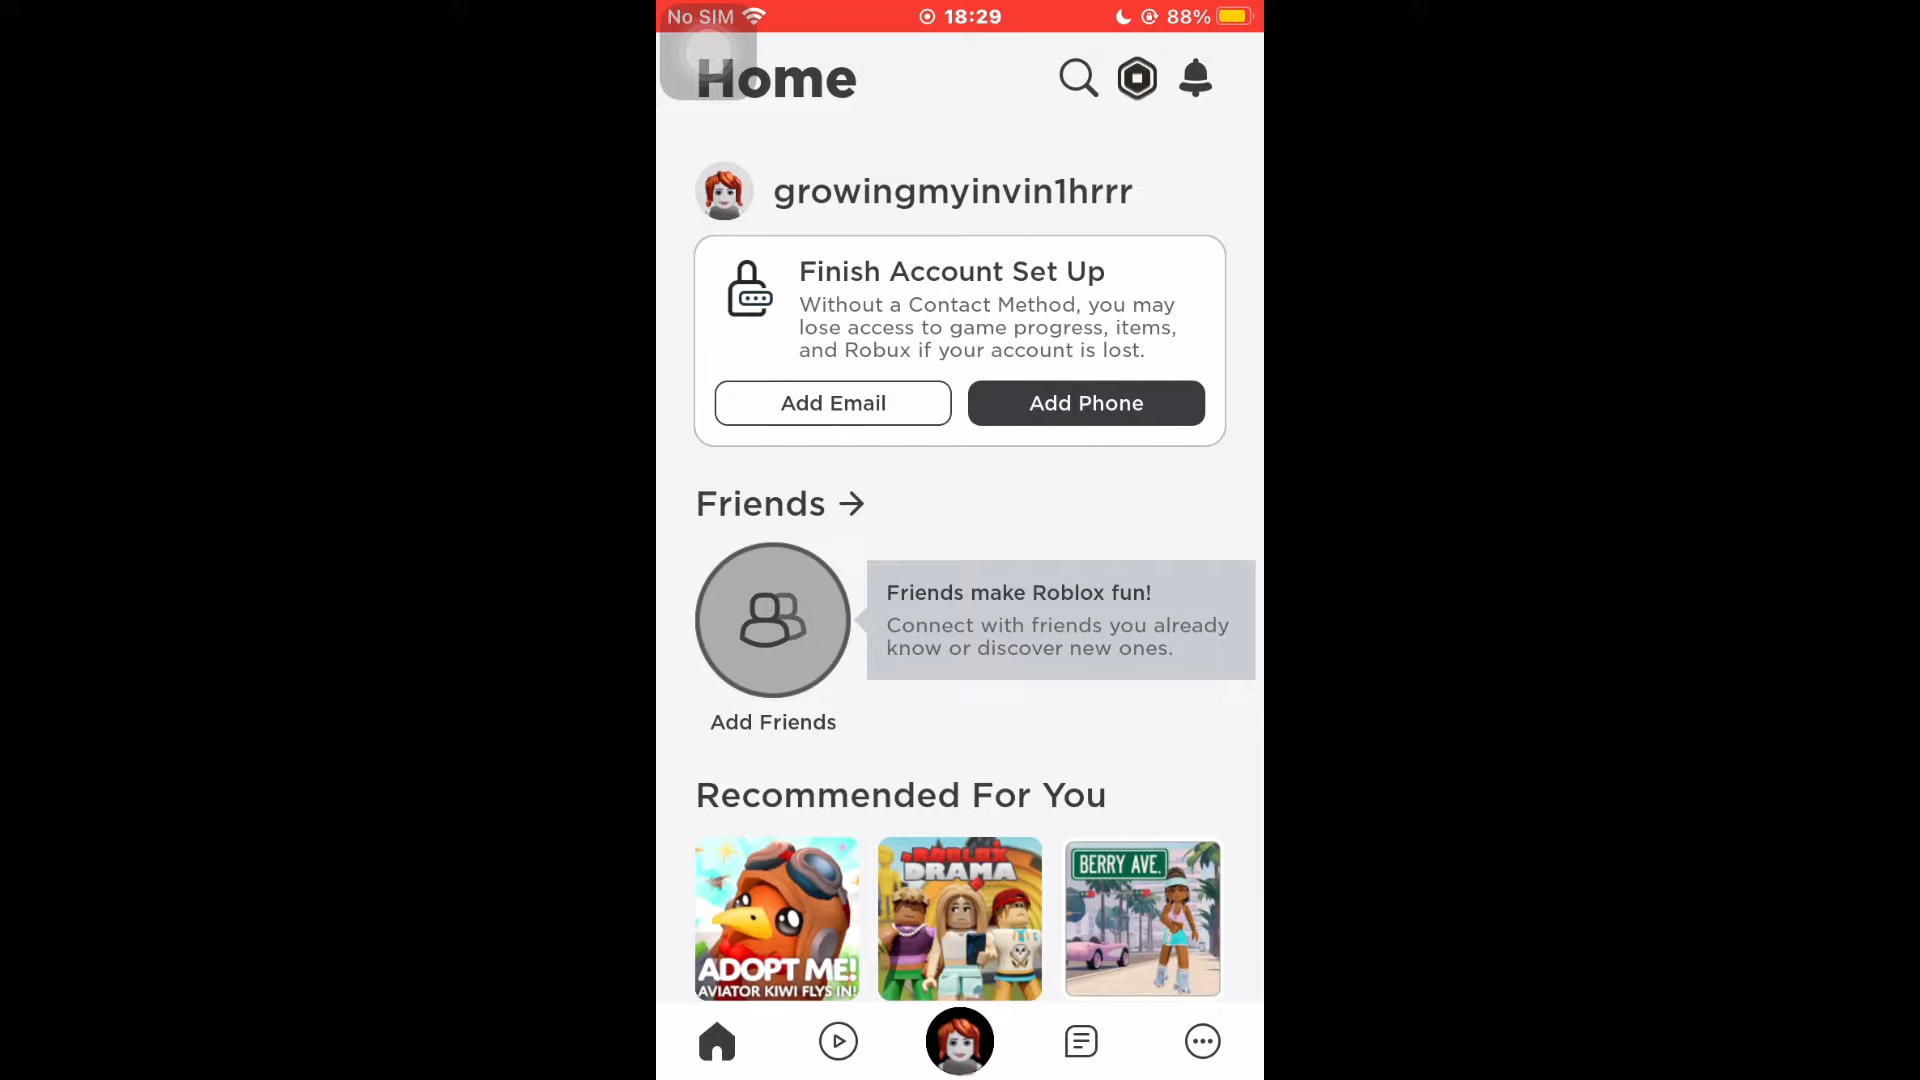 No SIM 18:29 88%
Home
growingmyinvin1hrrr
Finish Account Set Up
Without a Contact Method, you may
lose access to game progress, items,
and Robux if your account is lost.
Add Email Add Phone
Friends →
Friends make Roblox fun!
Connect with friends you already
know or discover new ones.
Add Friends
Recommended For You
ADOPT ME!
AVIATOR KIWI FLYS IN!
ROBLOX
DRAMA
BERRY AVE.